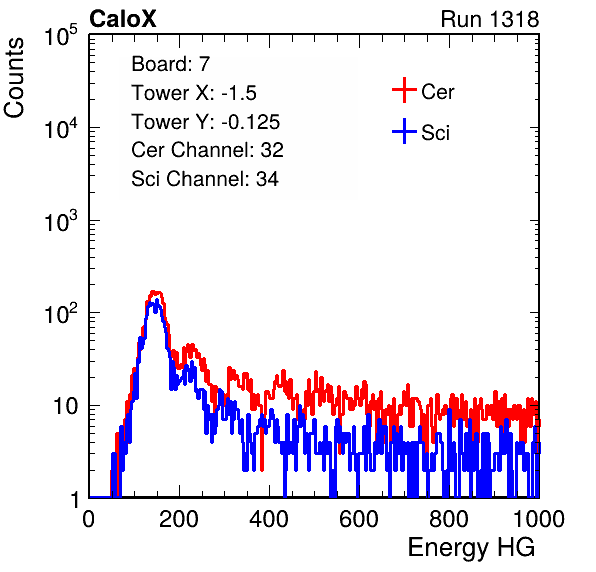 CaloX Run 1318
Counts
Board: 7
Tower X: -1.5
Tower Y: -0.125
Cer Channel: 32
Sci Channel: 34
Cer
Sci
10^5
10^4
10^3
10^2
10
1
0 200 400 600 800 1000
Energy HG